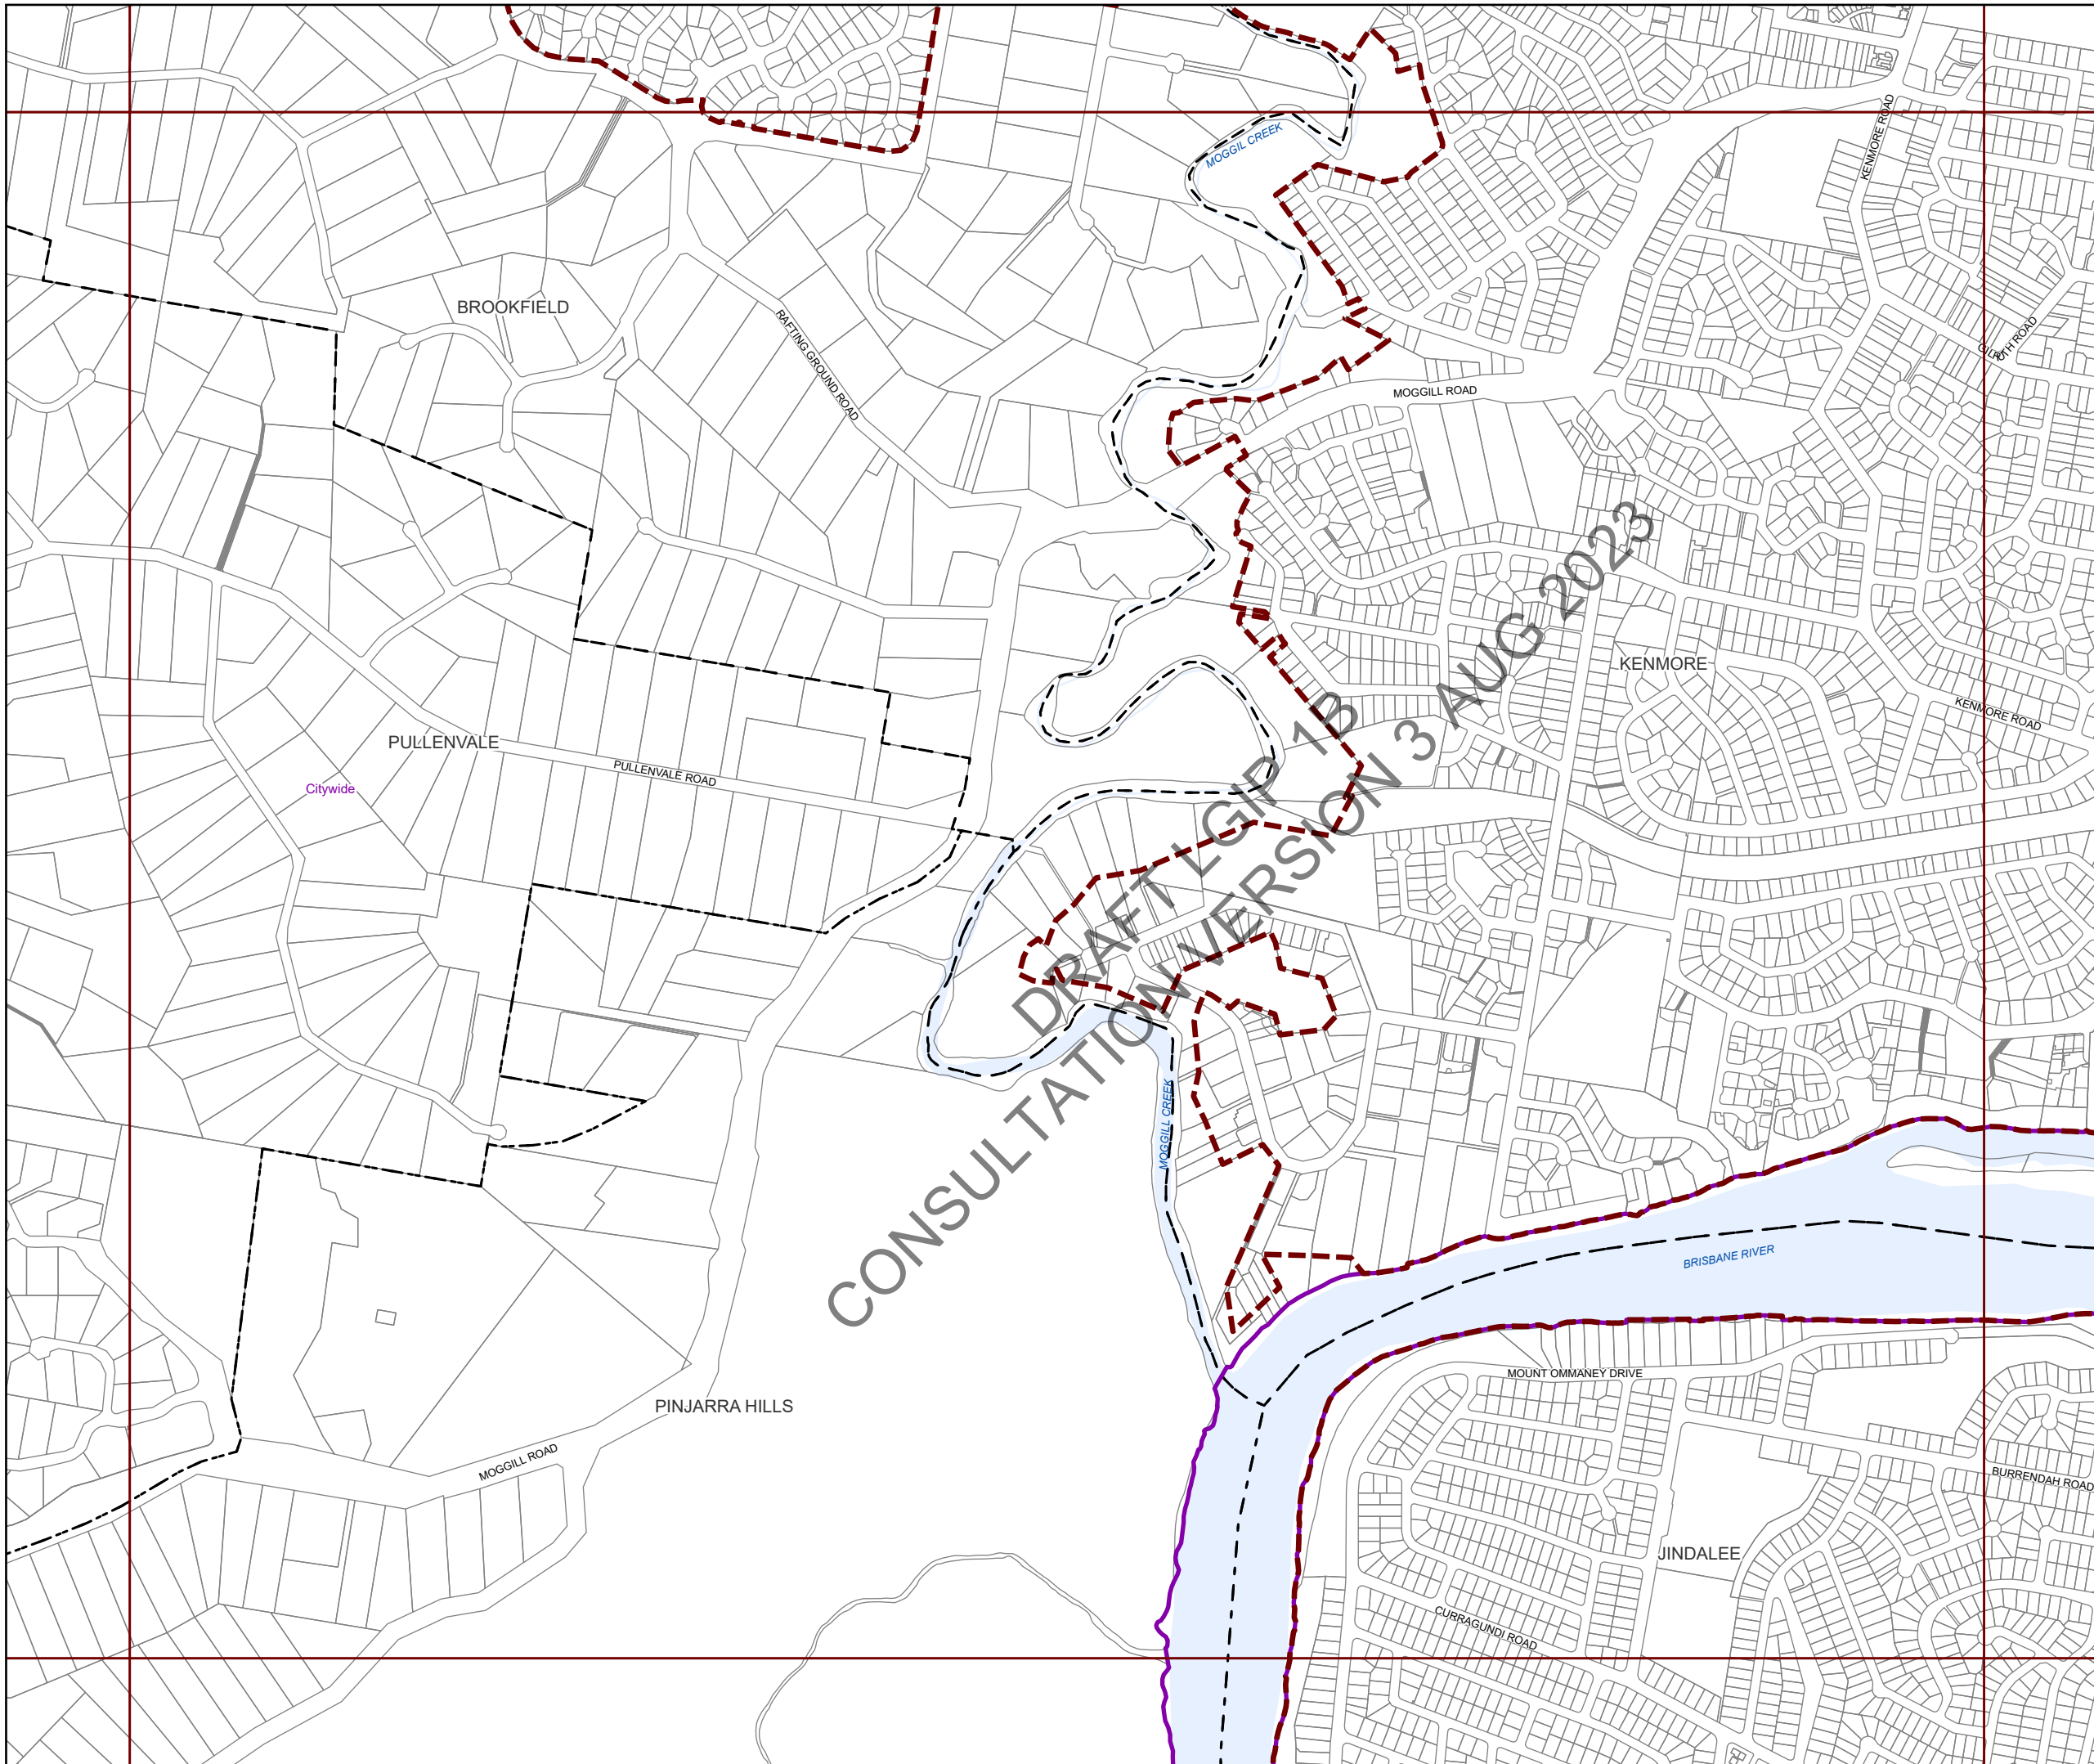 MOGGIL CREEK
KENMORE ROAD
BROOKFIELD
RAFTING GROUND ROAD
MOGGILL ROAD
KENMORE
KENMORE ROAD
PULLENVALE
PULLENVALE ROAD
Citywide
DRAFT LGIP 1B
CONSULTATION VERSION 3 AUG 2023
MOGGILL CREEK
BRISBANE RIVER
MOUNT OMMANEY DRIVE
PINJARRA HILLS
MOGGILL ROAD
BURRENDAH ROAD
JINDALEE
CURRAGUNDI ROAD